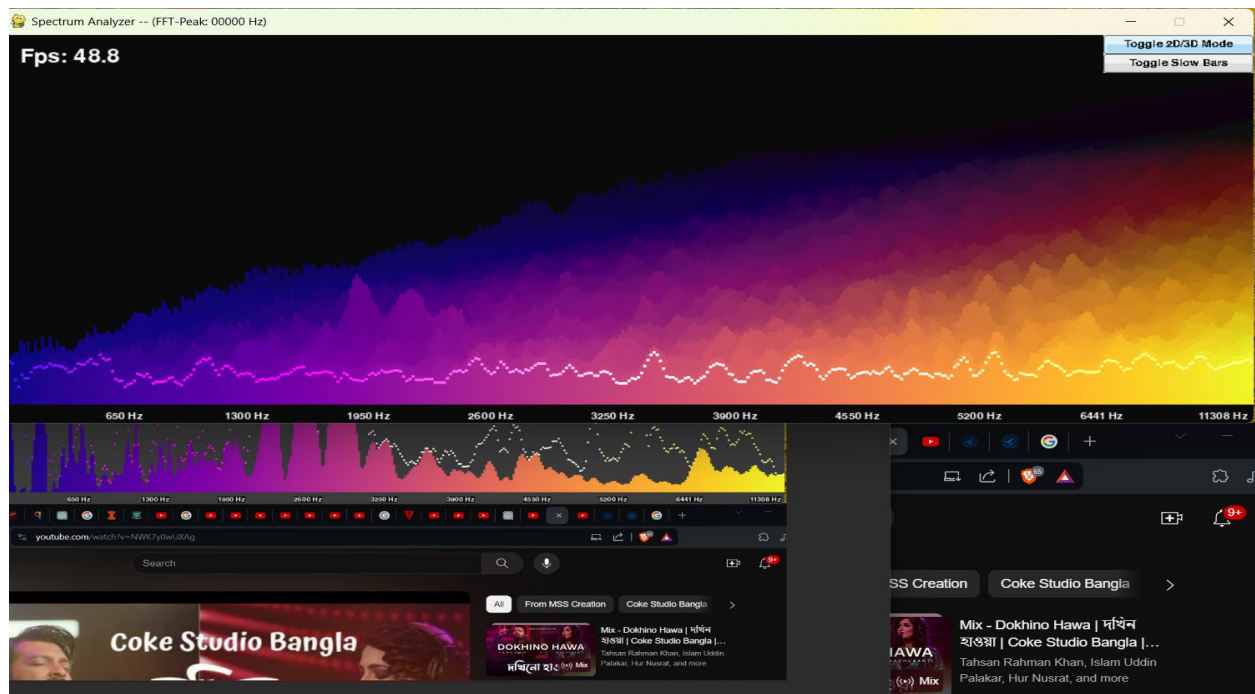 Spectrum Analyzer -- (FFT-Peak: 00000 Hz)
Fps: 48.8
Toggle 2D/3D Mode
Toggle Slow Bars
650 Hz 1300 Hz 1950 Hz 2600 Hz 3250 Hz 3900 Hz 4550 Hz 5200 Hz 6441 Hz 11308 Hz
650 Hz 1300 Hz 1950 Hz 2600 Hz 3250 Hz 3900 Hz 4550 Hz 5200 Hz 6441 Hz 11308 Hz
65
youtube.com/watch?v=NWK7y0wUXAg
9+
Search
9+
SS Creation Coke Studio Bangla
All From MSS Creation Coke Studio Bangla
Coke Studio Bangla
DOKHINO HAWA
দখিনো হাও
Mix
Mix - Dokhino Hawa | দখিন
হাওয়া | Coke Studio Bangla |...
Tahsan Rahman Khan, Islam Uddin
Palakar, Hur Nusrat, and more
IAWA
Mix
Mix - Dokhino Hawa | দখিন
হাওয়া | Coke Studio Bangla |...
Tahsan Rahman Khan, Islam Uddin
Palakar, Hur Nusrat, and more